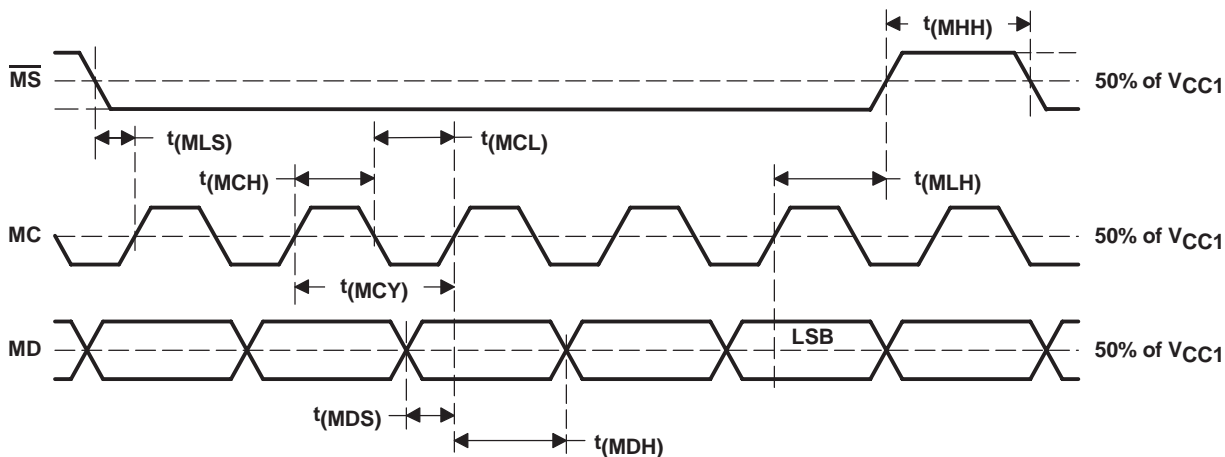 t(MHH)
MS
50% of VCC1
t(MLS)
t(MCL)
t(MCH)
t(MLH)
MC
50% of VCC1
t(MCY)
MD
LSB
50% of VCC1
t(MDS)
t(MDH)